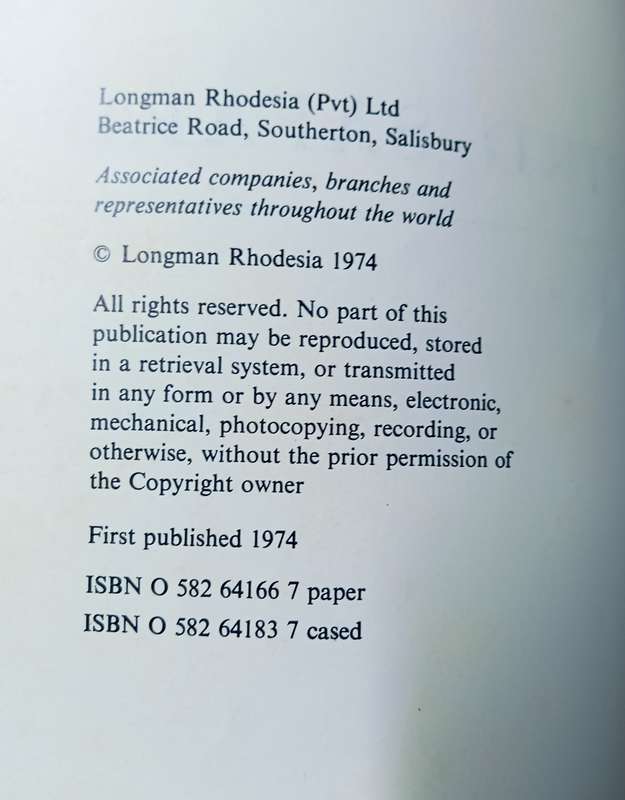 Longman Rhodesia (Pvt) Ltd
Beatrice Road, Southerton, Salisbury
Associated companies, branches and
representatives throughout the world
© Longman Rhodesia 1974
All rights reserved. No part of this
publication may be reproduced, stored
in a retrieval system, or transmitted
in any form or by any means, electronic,
mechanical, photocopying, recording, or
otherwise, without the prior permission of
the Copyright owner
First published 1974
ISBN O 582 64166 7 paper
ISBN O 582 64183 7 cased